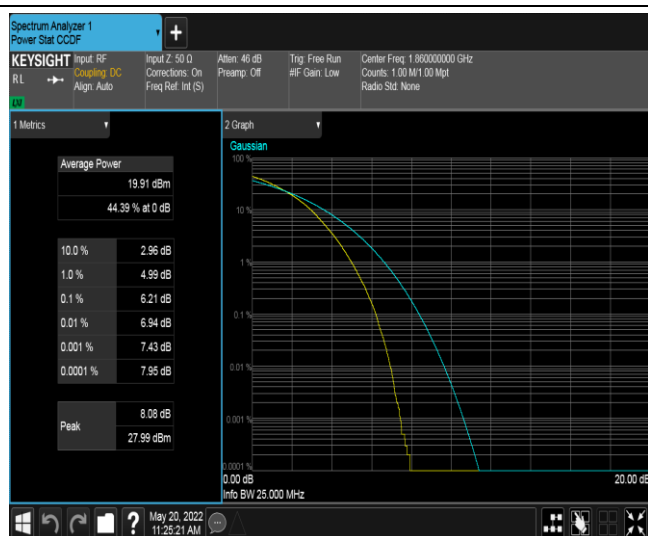 Spectrum Analyzer 1
Power Stat CCDF
+
KEYSIGHT
Input: RF
Coupling: DC
Align: Auto
Input Z: 50 Ω
Corrections: On
Freq Ref: Int (S)
Atten: 46 dB
Preamp: Off
Trig: Free Run
#IF Gain: Low
Center Freq: 1.860000000 GHz
Counts: 1.00 M/1.00 Mpt
Radio Std: None
R L
LXI
1 Metrics
2 Graph
Gaussian
Average Power
19.91 dBm
44.39 % at 0 dB
10.0 % 2.96 dB
1.0 % 4.99 dB
0.1 % 6.21 dB
0.01 % 6.94 dB
0.001 % 7.43 dB
0.0001 % 7.95 dB
Peak
8.08 dB
27.99 dBm
100 %
10 %
1 %
0.1 %
0.01 %
0.001 %
0.0001 %
0.00 dB
20.00 dB
Info BW 25.000 MHz
?
May 20, 2022
11:25:21 AM